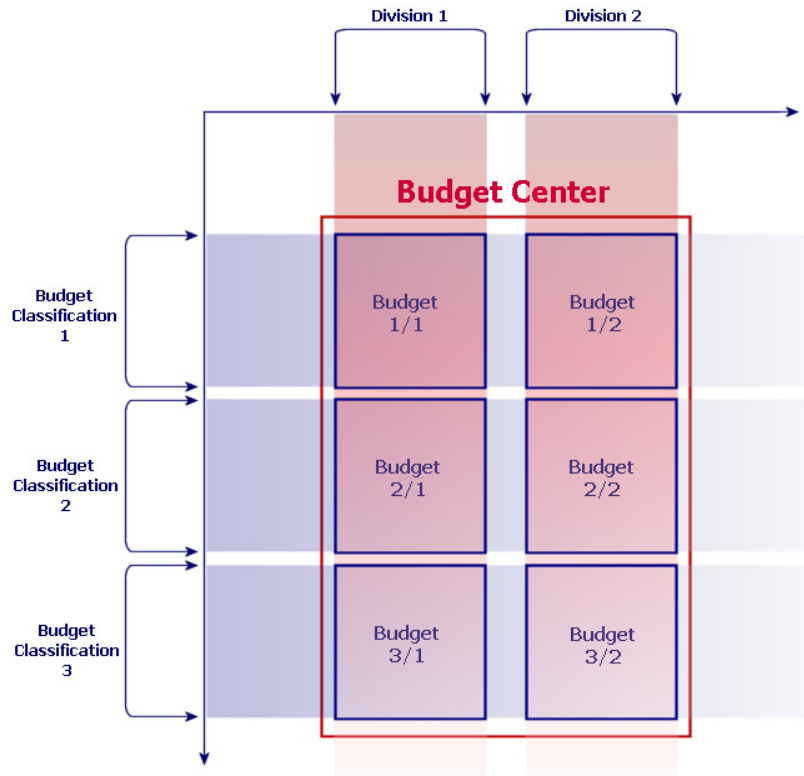 Division 1
Division 2
Budget Center
Budget
Classification
1
Budget
1/1
Budget
1/2
Budget
Classification
2
Budget
2/1
Budget
2/2
Budget
Classification
3
Budget
3/1
Budget
3/2